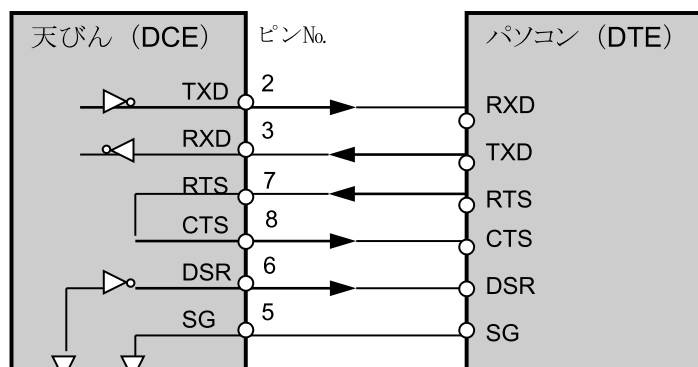 天びん（DCE） ピンNo. パソコン（DTE）
TXD 2 RXD
RXD 3 TXD
RTS 7 RTS
CTS 8 CTS
DSR 6 DSR
SG 5 SG